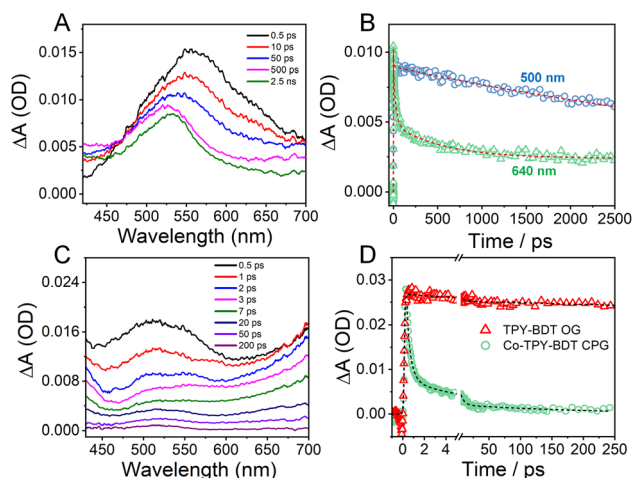 A
0.5 ps
10 ps
50 ps
500 ps
2.5 ns
0.015
0.010
0.005
0.000
ΔA (OD)
450 500 550 600 650 700
Wavelength (nm)
B
500 nm
640 nm
0.010
0.005
0.000
ΔA (OD)
0 500 1000 1500 2000 2500
Time / ps
C
0.5 ps
1 ps
2 ps
3 ps
7 ps
20 ps
50 ps
200 ps
0.024
0.016
0.008
0.000
ΔA (OD)
450 500 550 600 650 700
Wavelength (nm)
D
TPY-BDT OG
Co-TPY-BDT CPG
0.03
0.02
0.01
0.00
ΔA (OD)
0 2 4 50 100 150 200 250
Time / ps